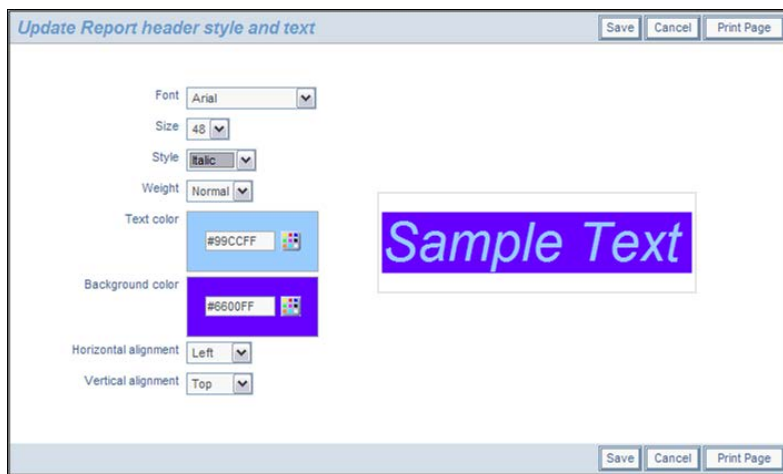 Update Report header style and text
Save Cancel Print Page
Font Arial
Size 48
Style Italic
Weight Normal
Text color
#99CCFF
Sample Text
Background color
#6600FF
Horizontal alignment Left
Vertical alignment Top
Save Cancel Print Page